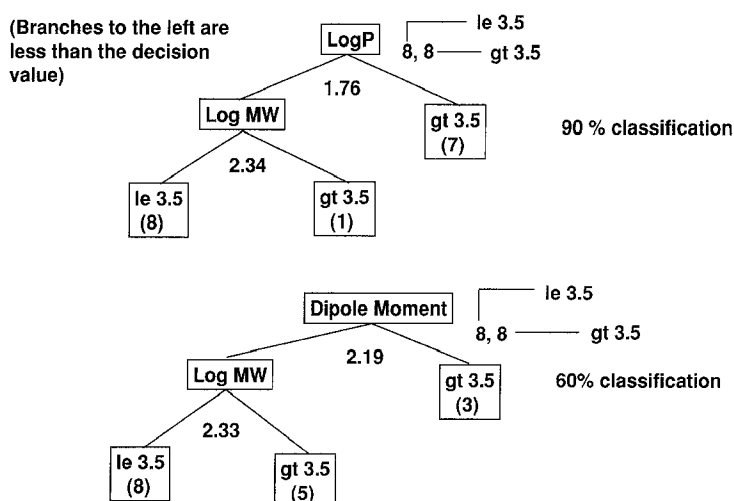 (Branches to the left are
less than the decision
value)
LogP
le 3.5
8, 8
gt 3.5
1.76
Log MW
gt 3.5
(7)
90 % classification
2.34
le 3.5
(8)
gt 3.5
(1)
Dipole Moment
le 3.5
8, 8
gt 3.5
2.19
Log MW
gt 3.5
(3)
60% classification
2.33
le 3.5
(8)
gt 3.5
(5)